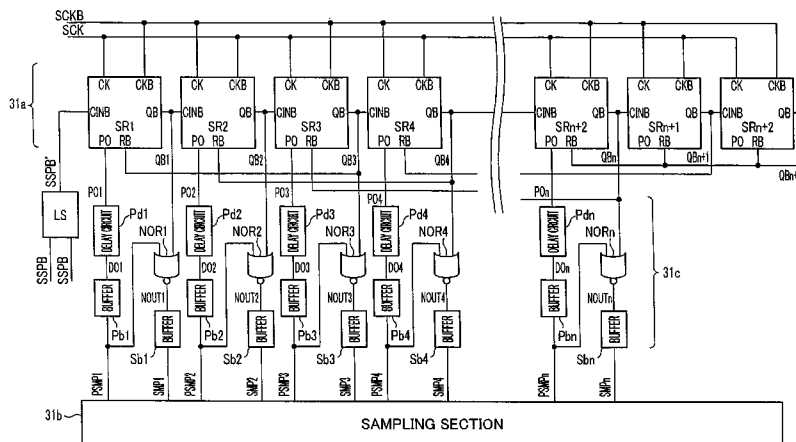 SCKB
SCK
31a
CK CKB CK CKB CK CKB CK CKB CK CKB CK CKB CK CKB
CINB QB CINB QB CINB QB CINB QB CINB QB CINB QB CINB QB
SR1 SR2 SR3 SR4 SRn+2 SRn+1 SRn+2
PO RB PO RB PO RB PO RB PO RB PO RB PO RB
QB1 QB2 QB3 QB4 QBn QBn+1 QBn+2
SSPB'
LS
SSPB
SSPB
PO1 PO2 PO3 PO4 POn
DELAY CIRCUIT DELAY CIRCUIT DELAY CIRCUIT DELAY CIRCUIT DELAY CIRCUIT
Pd1 Pd2 Pd3 Pd4 Pdn
NOR1 NOR2 NOR3 NOR4 NORn
31c
DO1 DO2 DO3 DO4 DOn
BUFFER BUFFER BUFFER BUFFER BUFFER
NOUT1 NOUT2 NOUT3 NOUT4 NOUTn
Pb1 Pb2 Pb3 Pb4 Pbn
BUFFER BUFFER BUFFER BUFFER BUFFER
Sb1 Sb2 Sb3 Sb4 Sbn
PSMP1 SMP1 PSMP2 SMP2 PSMP3 SMP3 PSMP4 SMP4 PSMPn SMPn
31b
SAMPLING SECTION